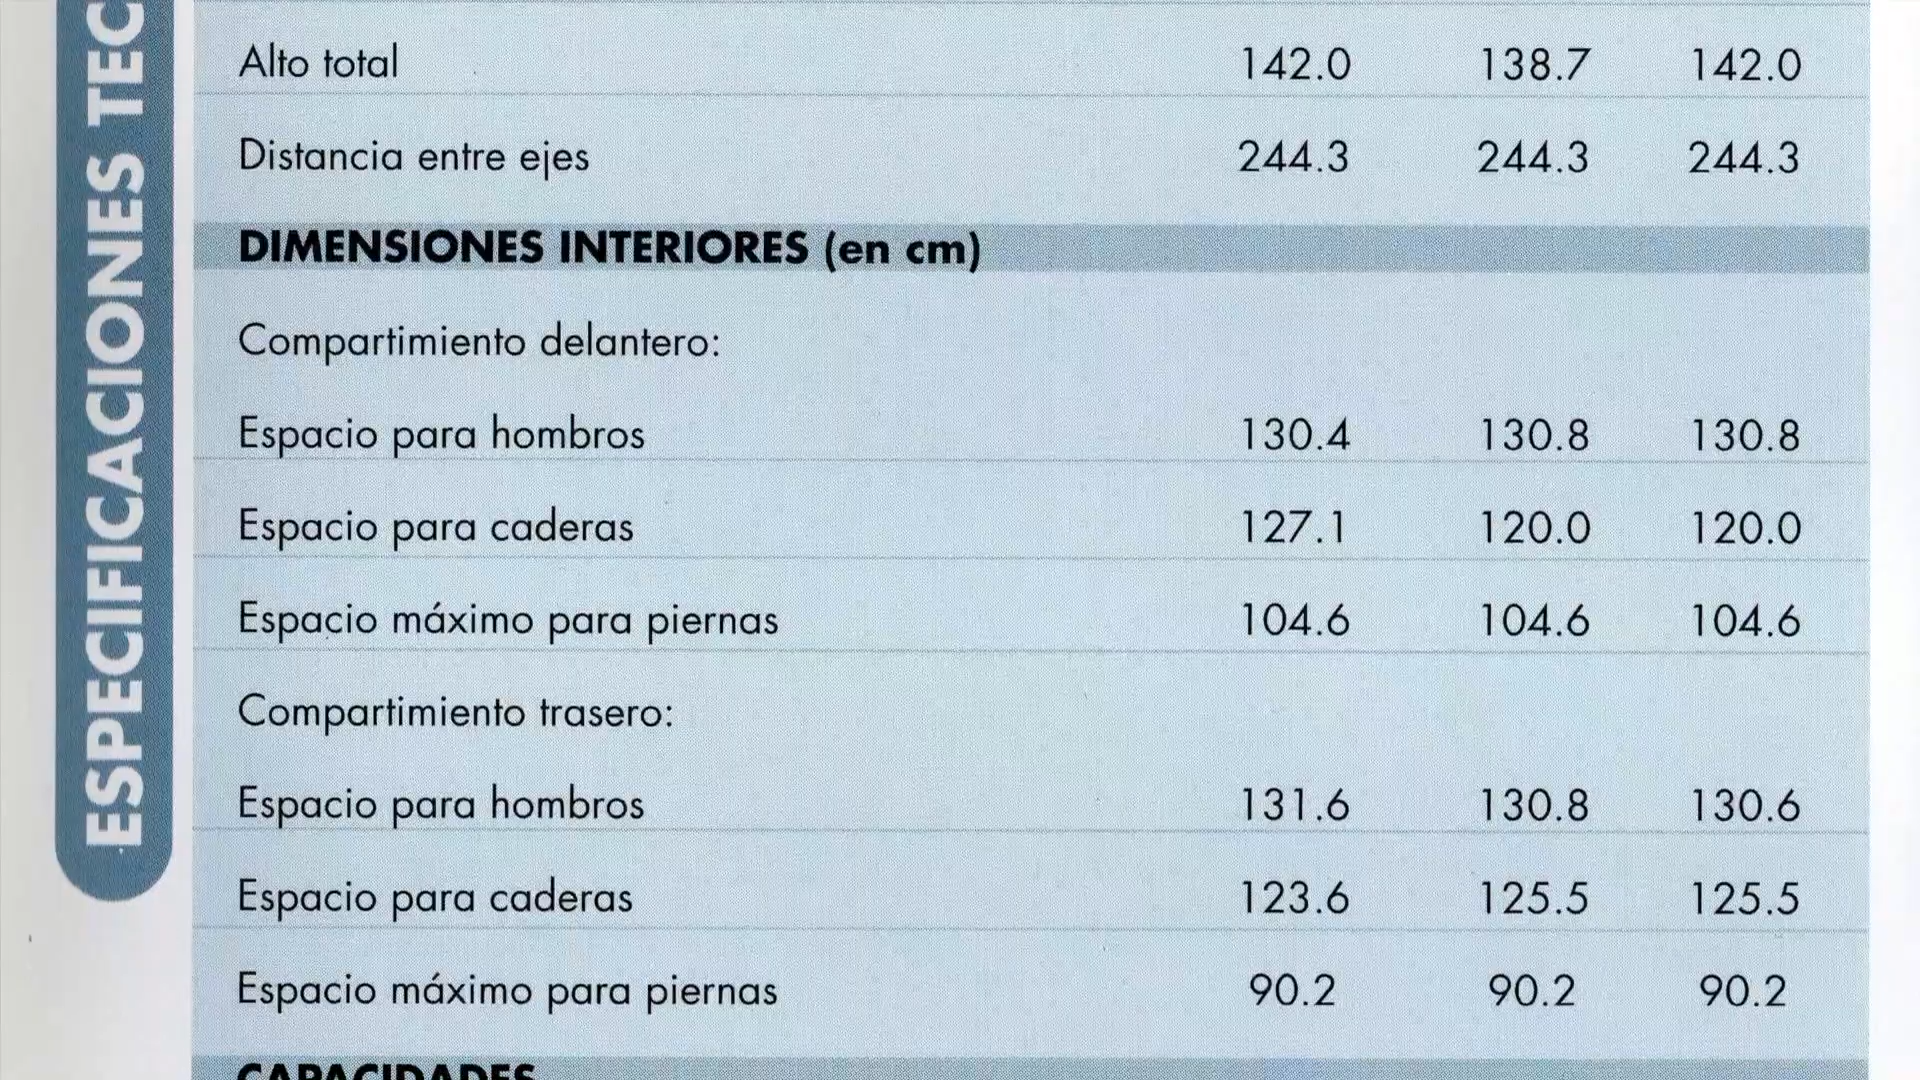 ESPECIFICACIONES TEC
Alto total 142.0 138.7 142.0
Distancia entre ejes 244.3 244.3 244.3
DIMENSIONES INTERIORES (en cm)
Compartimiento delantero:
Espacio para hombros 130.4 130.8 130.8
Espacio para caderas 127.1 120.0 120.0
Espacio máximo para piernas 104.6 104.6 104.6
Compartimiento trasero:
Espacio para hombros 131.6 130.8 130.6
Espacio para caderas 123.6 125.5 125.5
Espacio máximo para piernas 90.2 90.2 90.2
CAPACIDADES